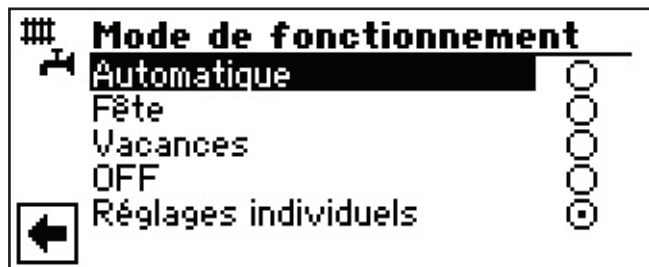 Mode de fonctionnement
Automatique
Fête
Vacances
OFF
Réglages individuels